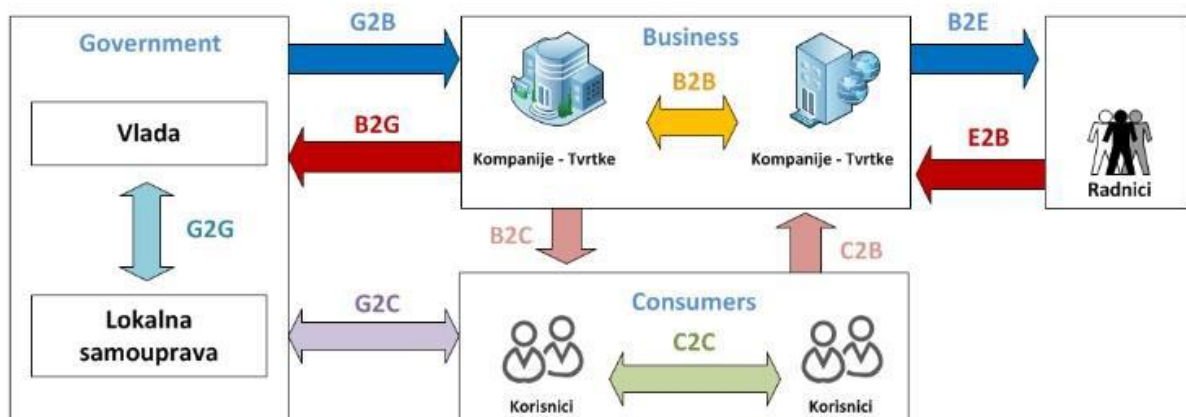 Government
Vlada
G2G
Lokalna
samouprava
G2B
B2G
G2C
Business
B2B
Kompanije - Tvrtke
Kompanije - Tvrtke
B2E
E2B
Radnici
B2C
C2B
Consumers
C2C
Korisnici
Korisnici